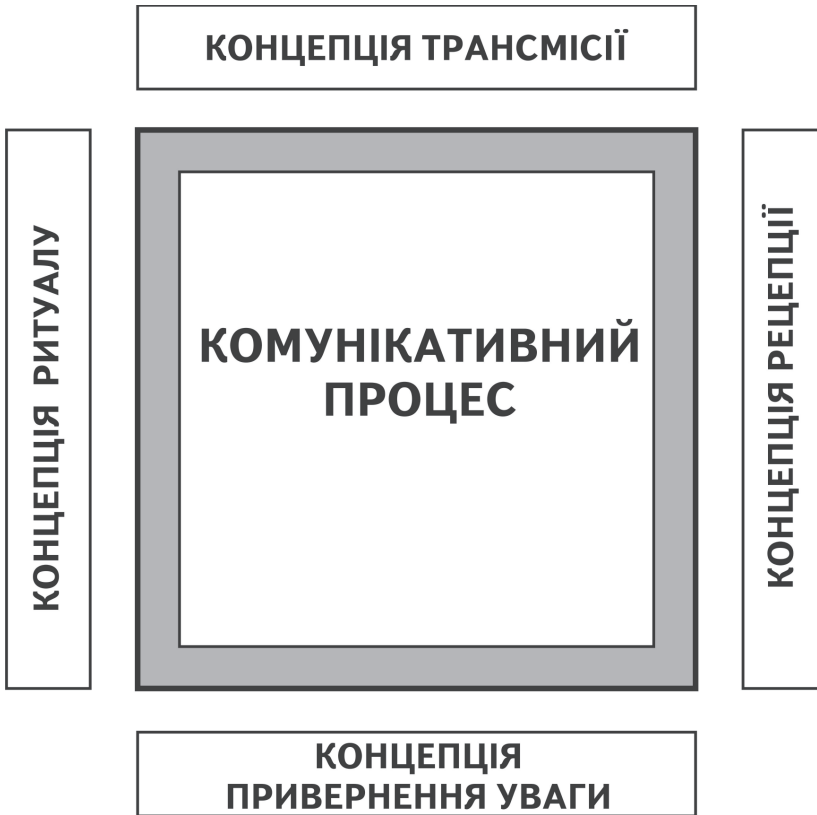 КОНЦЕПЦІЯ ТРАНСМІСІЇ
КОНЦЕПЦІЯ РИТУАЛУ
КОМУНІКАТИВНИЙ
ПРОЦЕС
КОНЦЕПЦІЯ РЕЦЕПЦІЇ
КОНЦЕПЦІЯ
ПРИВЕРНЕННЯ УВАГИ